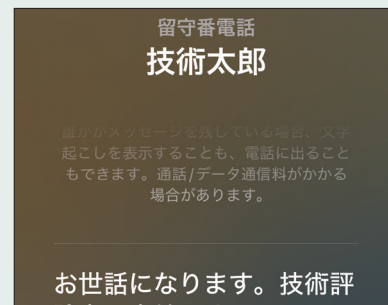 留守番電話
技術太郎
誰かがメッセージを残している場合、文字
起こしを表示することも、電話に出ること
もできます。通話/データ通信料がかかる
場合があります。
お世話になります。技術評